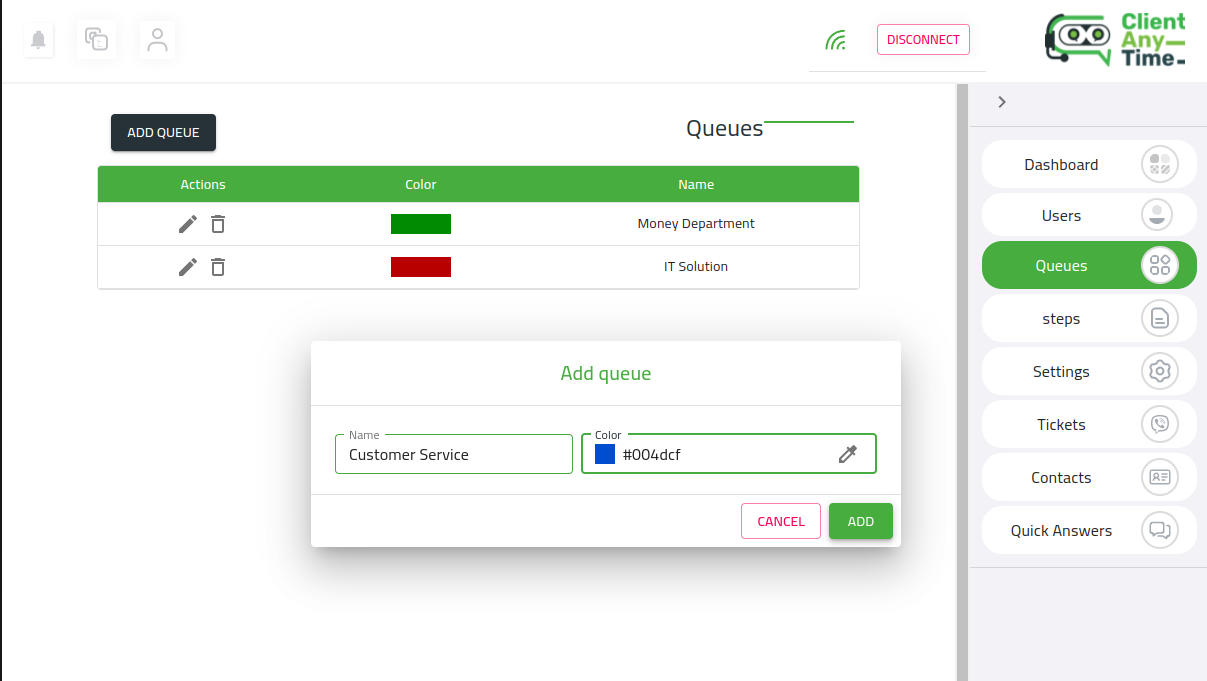 DISCONNECT
Client
Any
Time
ADD QUEUE
Queues
Actions Color Name
Money Department
IT Solution
Add queue
Name
Customer Service
Color
#004dcf
CANCEL
ADD
Dashboard
Users
Queues
steps
Settings
Tickets
Contacts
Quick Answers